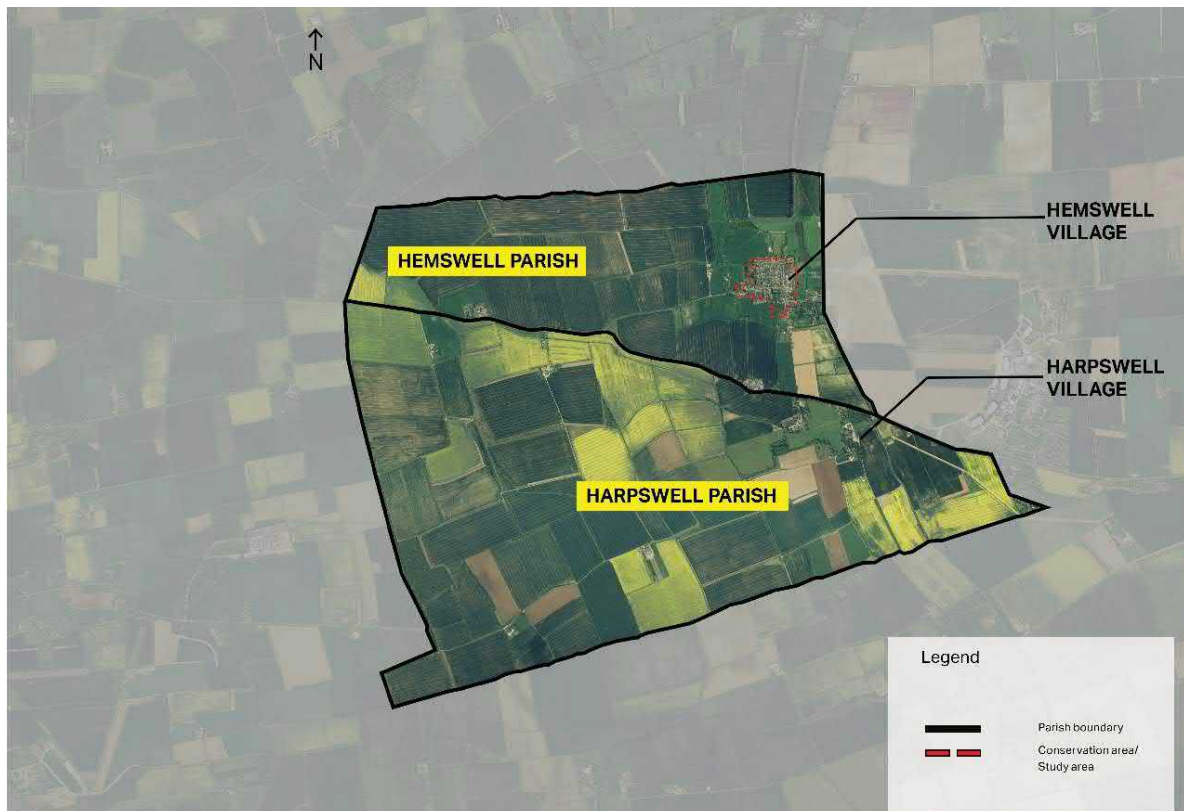 N
HEMSWELL
VILLAGE
HEMSWELL PARISH
HARPSWELL
VILLAGE
HARPSWELL PARISH
Legend
Parish boundary
Conservation area/
Study area